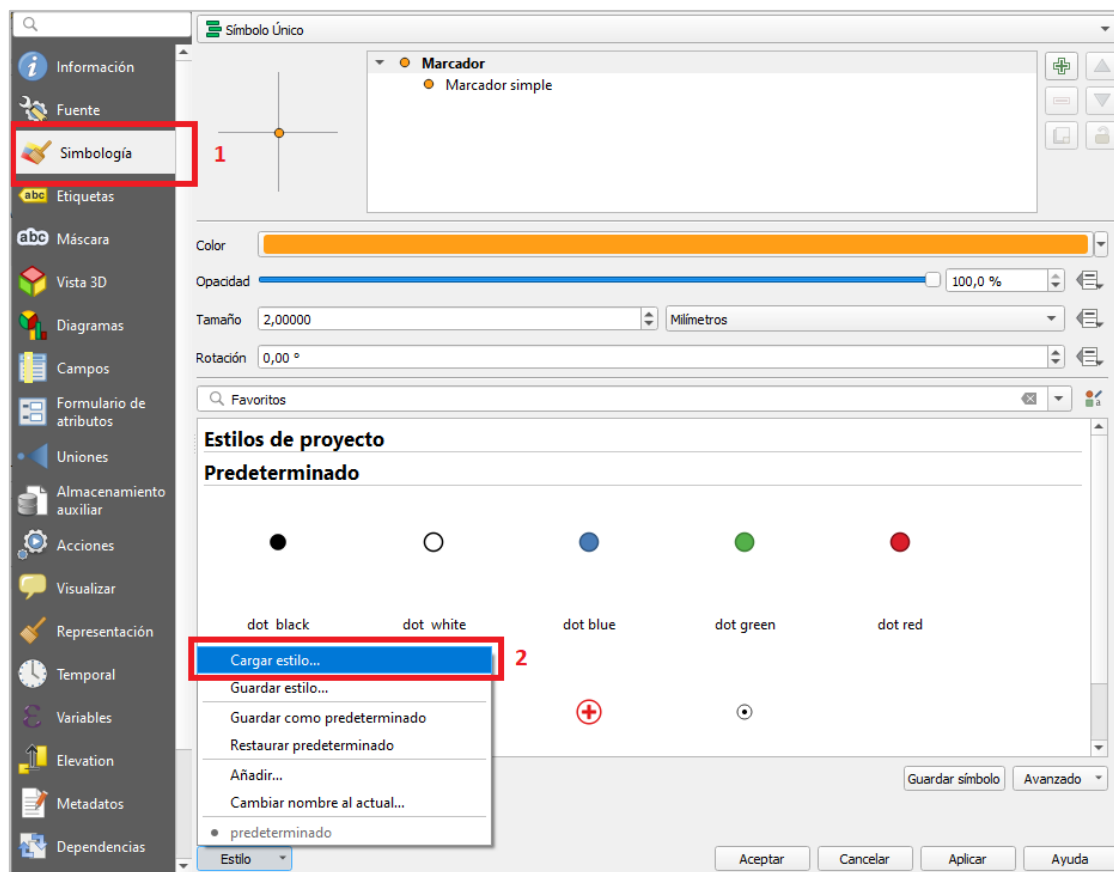 Símbolo Único
Información
Fuente
Simbología
1
abc Etiquetas
abc Máscara
Vista 3D
Diagramas
Campos
Formulario de
atributos
Uniones
Almacenamiento
auxiliar
Acciones
Visualizar
Representación
Temporal
Variables
Elevation
Metadatos
Dependencias
Marcador
Marcador simple
Color
Opacidad 100,0 %
Tamaño 2,00000 Milímetros
Rotación 0,00 °
Favoritos
Estilos de proyecto
Predeterminado
dot black dot white dot blue dot green dot red
Cargar estilo... 2
Guardar estilo...
Guardar como predeterminado
Restaurar predeterminado
Añadir...
Cambiar nombre al actual...
predeterminado
Guardar símbolo Avanzado
Estilo Aceptar Cancelar Aplicar Ayuda